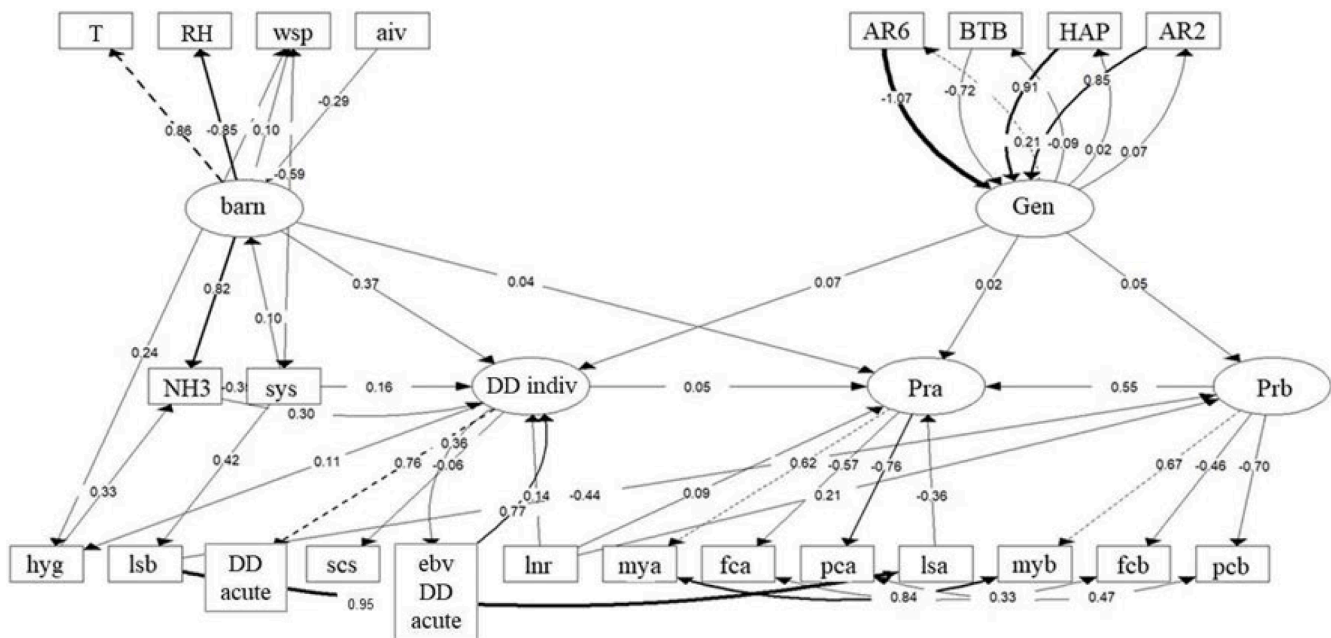 T RH wsp aiv AR6 BTB HAP AR2
-0.29 -0.72 0.91 0.85
-1.07
0.86 -0.85 0.10 0.21 -0.09 0.02 0.07
-0.59
barn Gen
0.82 0.37 0.04 0.07 0.02 0.05
0.10
0.24
NH3 sys 0.16 DD indiv 0.05 Pra 0.55 Prb
0.30
0.36
0.42 0.11 0.76 -0.06 0.62 -0.57 -0.76 0.67 -0.46 -0.70
0.33 0.14 -0.44 0.09 0.21 -0.36
0.77
hyg lsb DD scs ebv lnr mya fca pca lsa myb fcb pcb
acute DD
acute
0.95 0.84 0.33 0.47